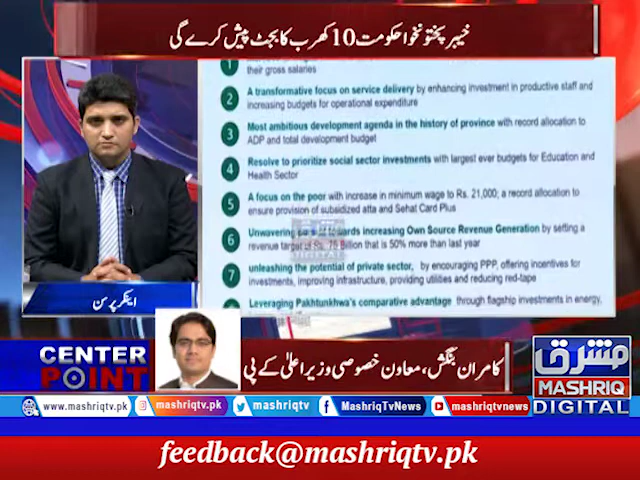 خیبرپختونخوا حکومت 10 کھرب کا بجٹ پیش کرے گی
1
their gross salaries
2 A transformative focus on service delivery by enhancing investment in productive staff and
increasing budgets for operational expenditure
3 Most ambitious development agenda in the history of province with record allocation to
ADP and total development budget
4 Resolve to prioritize social sector investments with largest ever budgets for Education and
Health Sector
5 A focus on the poor with increase in minimum wage to Rs. 21,000; a record allocation to
ensure provision of subsidized atta and Sehat Card Plus
6 Unwavering increasing Own Source Revenue Generation by setting a
revenue target of Rs. 75 Billion that is 50% more than last year
7 unleashing the potential of private sector, by encouraging PPP, offering incentives for
investments, improving infrastructure, providing utilities and reducing red-tape
Leveraging Pakhtunkhwa's comparative advantage through flagship investments in energy,
اینکرپرسن
CENTER
POINT
کامران بنگش، معاون خصوصی وزیراعلیٰ کے پی
مشرق
MASHRIQ
DIGITAL
www.mashriqtv.pk mashriqtv.pk mashriqtv.pk MashriqTvNews mashriqtvnews
feedback@mashriqtv.pk